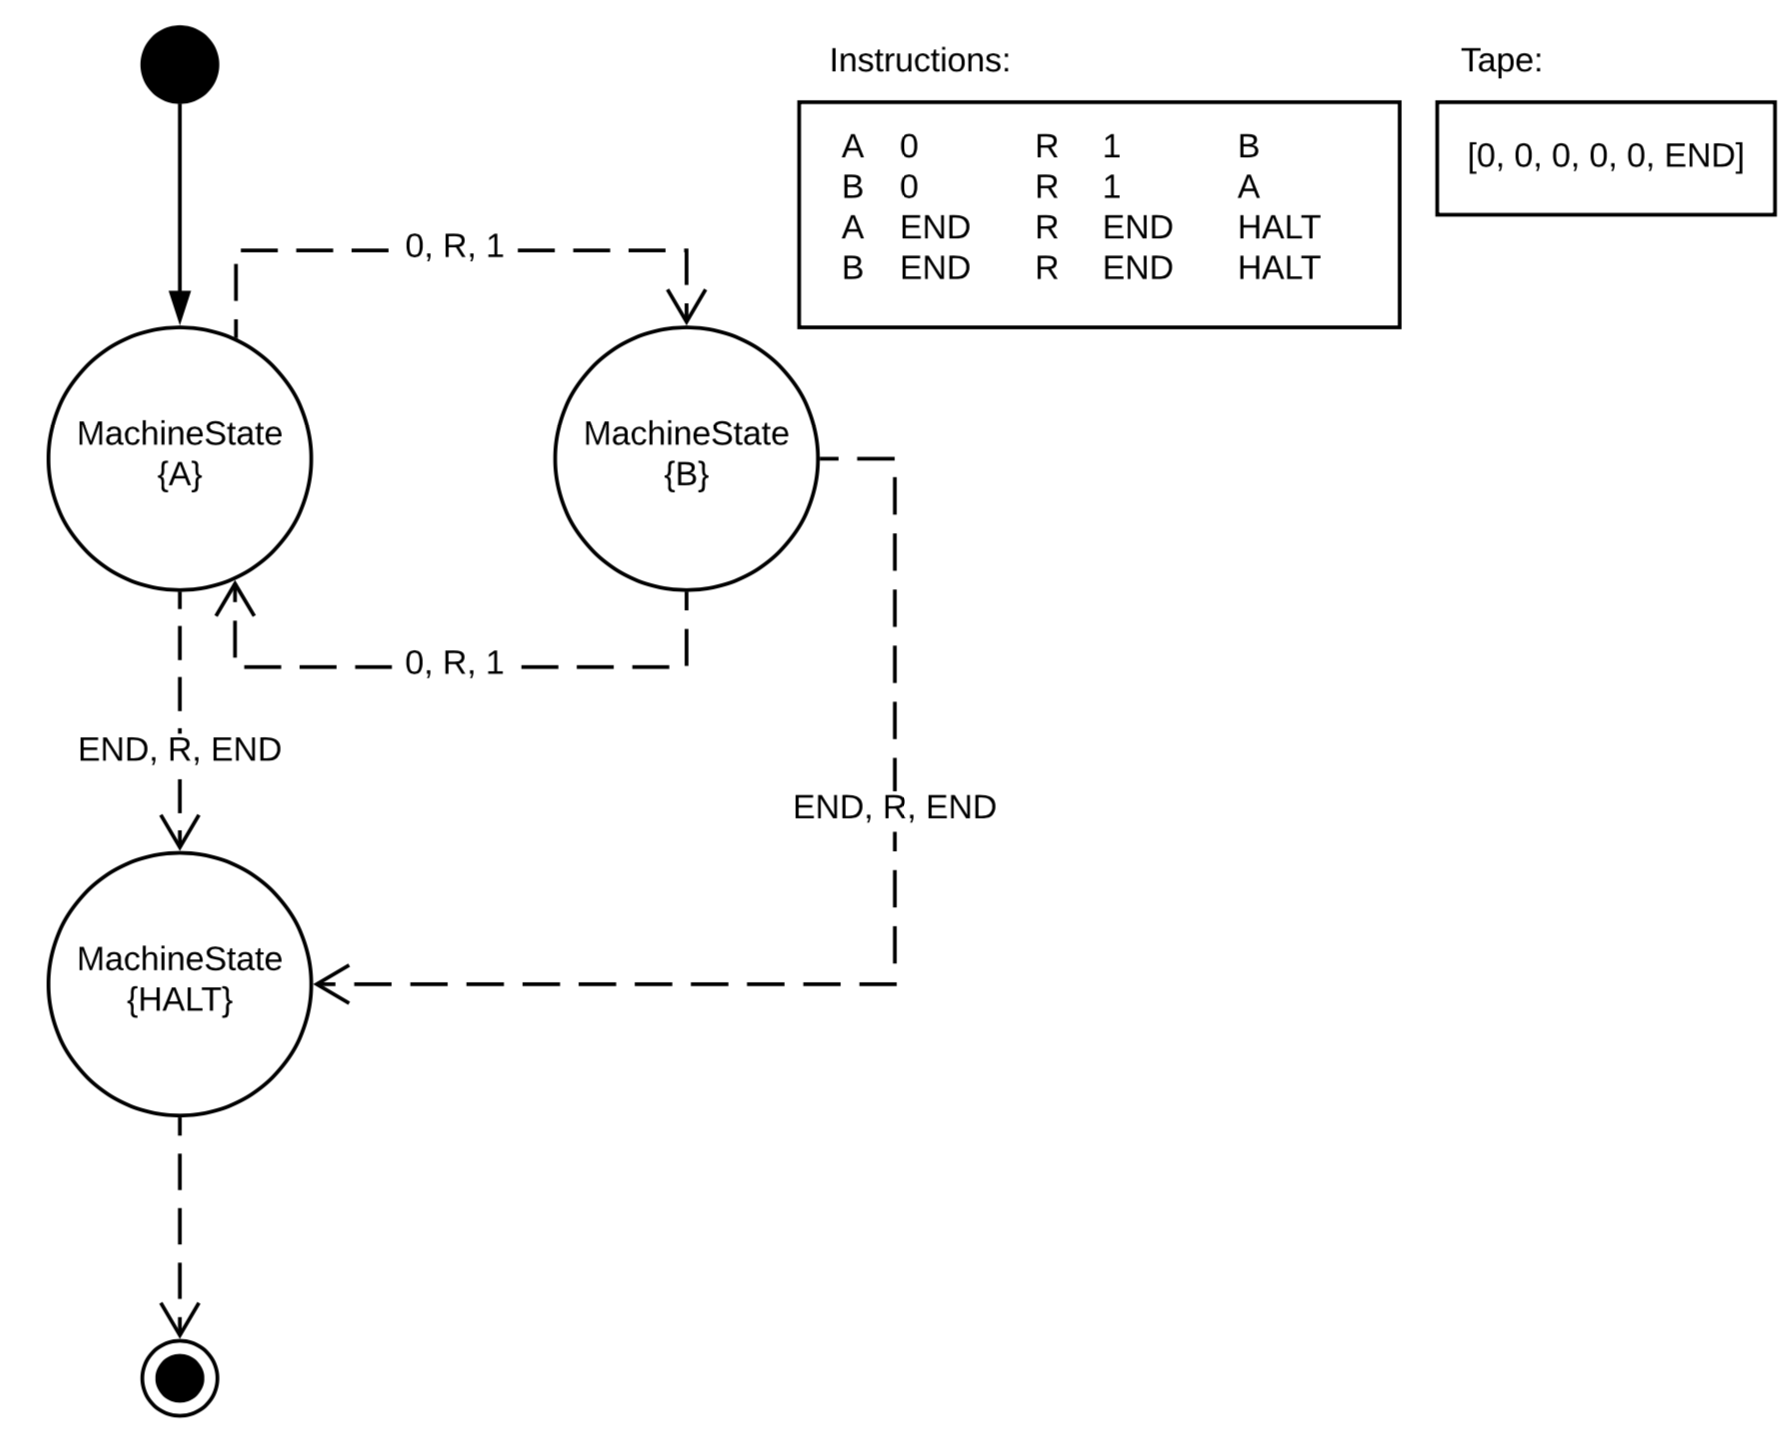 Instructions:
Tape:
A 0 R 1 B
B 0 R 1 A
A END R END HALT
B END R END HALT
[0, 0, 0, 0, 0, END]
0, R, 1
MachineState
{A}
MachineState
{B}
0, R, 1
END, R, END
END, R, END
MachineState
{HALT}